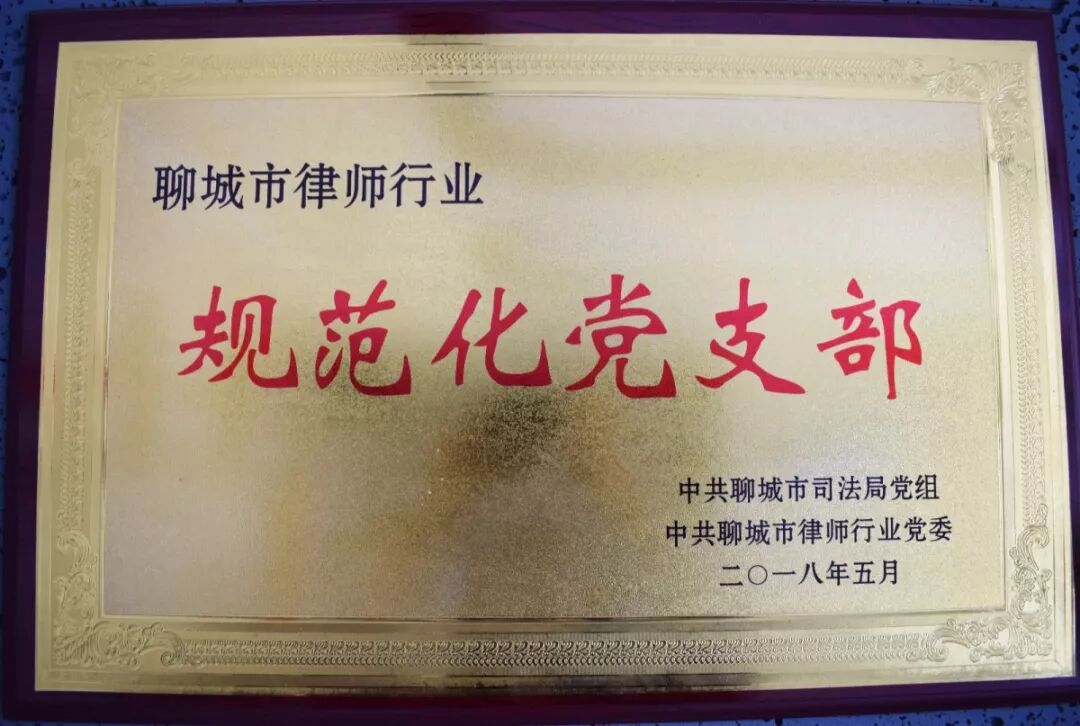 聊城市律师行业
规范化党支部
中共聊城市司法局党组
中共聊城市律师行业党委
二〇一八年五月